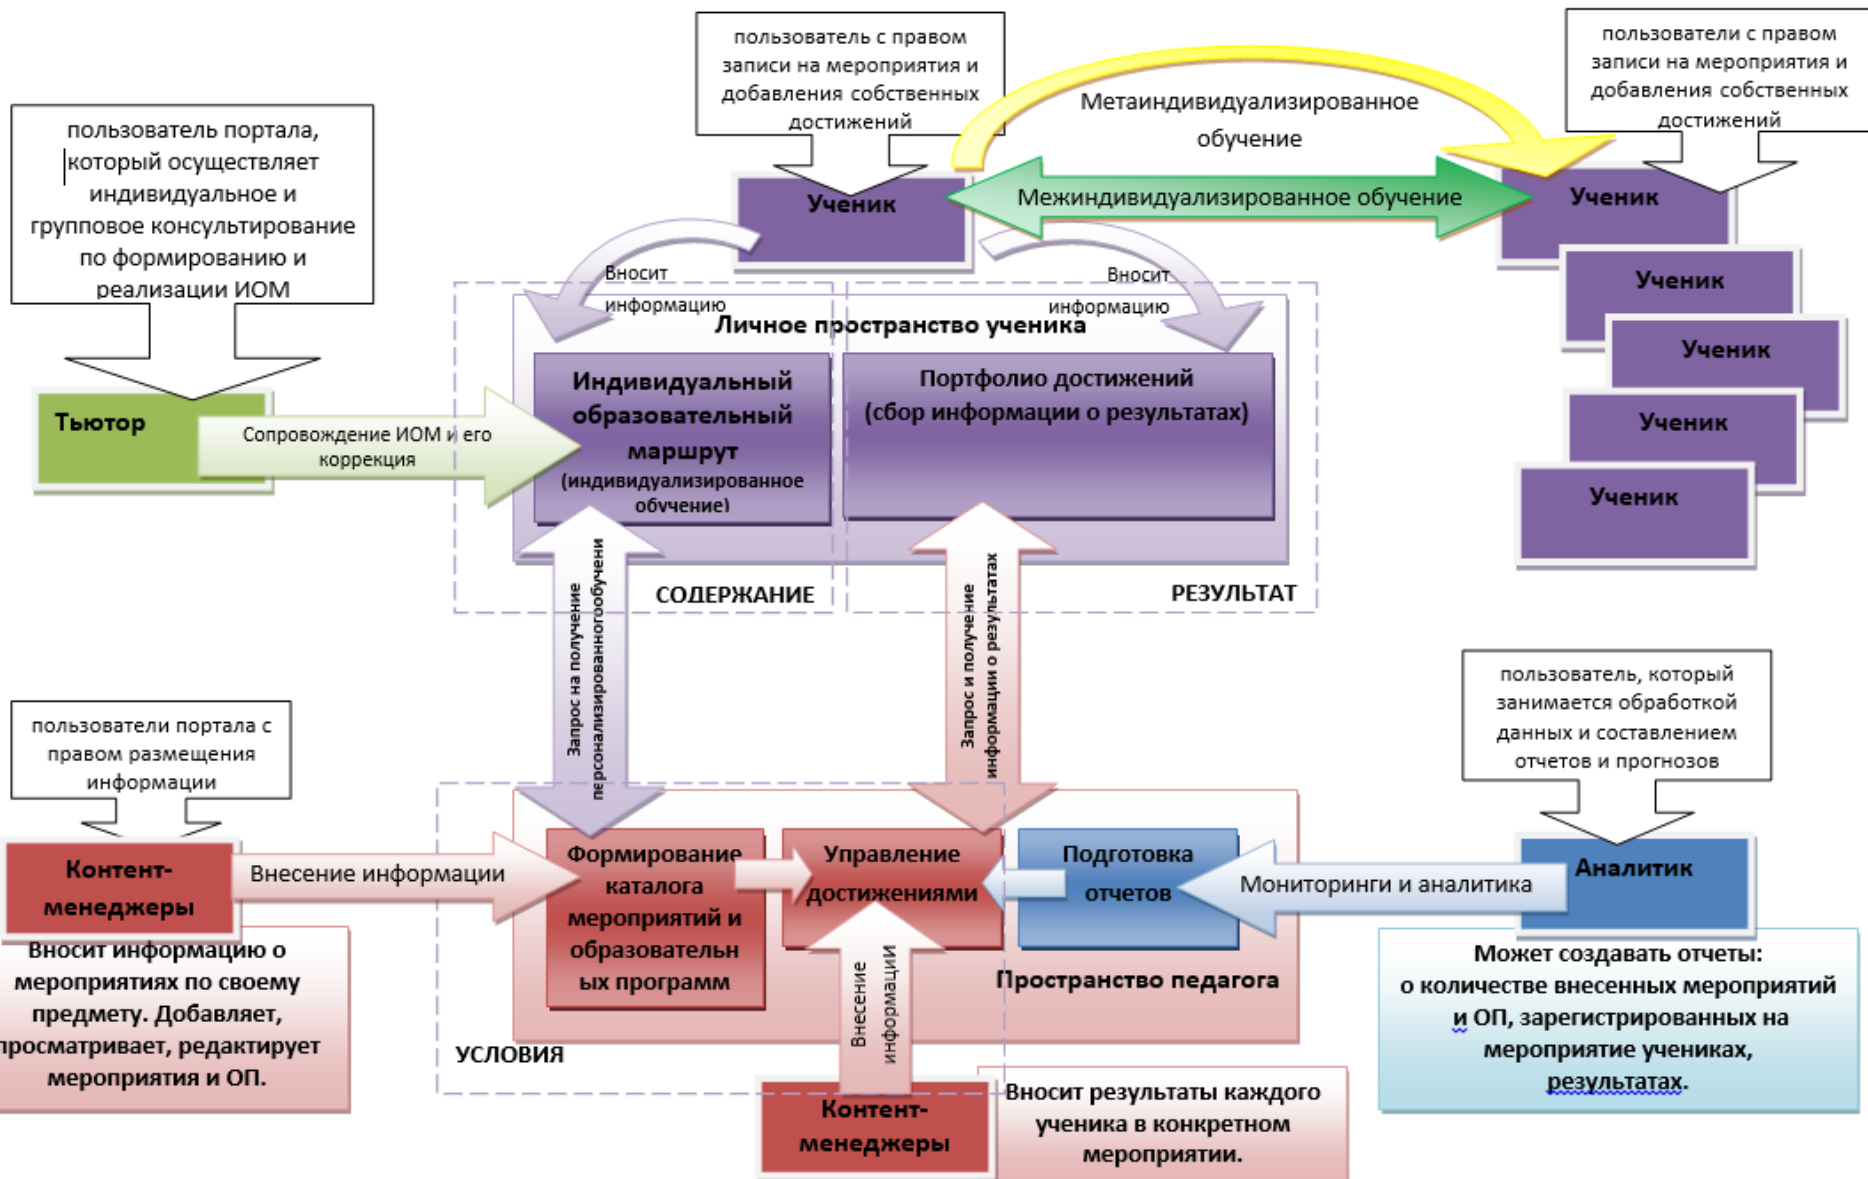 пользователь с правом
записи на мероприятия и
добавления собственных
достижений
пользователи с правом
записи на мероприятия и
добавления собственных
достижений
Метаиндивидуализированное
обучение
пользователь портала,
который осуществляет
индивидуальное и
групповое консультирование
по формированию и
реализации ИОМ
Ученик
Межиндивидуализированное обучение
Ученик
Ученик
Ученик
Ученик
Ученик
Вносит
информацию
Вносит
информацию
Личное пространство ученика
Тьютор
Сопровождение ИОМ и его
коррекция
Индивидуальный
образовательный
маршрут
(индивидуализированное
обучение)
Портфолио достижений
(сбор информации о результатах)
СОДЕРЖАНИЕ
РЕЗУЛЬТАТ
Запрос на получение
персонализированногообучени
Запрос и получение
информации о результатах
пользователи портала с
правом размещения
информации
пользователь, который
занимается обработкой
данных и составлением
отчетов и прогнозов
Контент-
менеджеры
Внесение информации
Формирование
каталога
мероприятий и
образовательн
ых программ
Управление
достижениями
Подготовка
отчетов
Мониторинги и аналитика
Аналитик
Вносит информацию о
мероприятиях по своему
предмету. Добавляет,
просматривает, редактирует
мероприятия и ОП.
УСЛОВИЯ
Внесение
информации
Пространство педагога
Может создавать отчеты:
о количестве внесенных мероприятий
и ОП, зарегистрированных на
мероприятие учениках,
результатах.
Контент-
менеджеры
Вносит результаты каждого
ученика в конкретном
мероприятии.